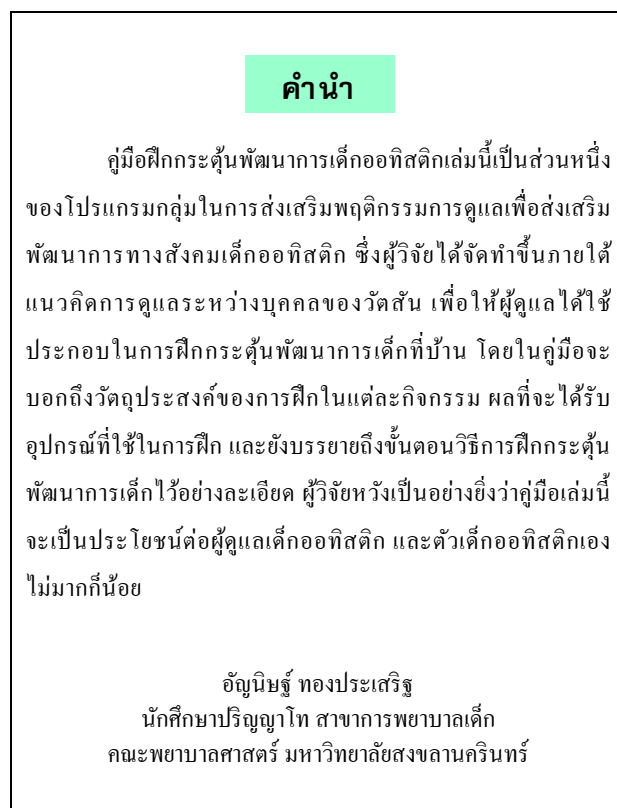 คำนำ
คู่มือฝึกกระตุ้นพัฒนาการเด็กออทิสติกเล่มนี้เป็นส่วนหนึ่ง
ของโปรแกรมกลุ่มในการส่งเสริมพฤติกรรมการดูแลเพื่อส่งเสริม
พัฒนาการทางสังคมเด็กออทิสติก ซึ่งผู้วิจัยได้จัดทำขึ้นภายใต้
แนวคิดการดูแลระหว่างบุคคลของวัตสัน เพื่อให้ผู้ดูแลได้ใช้
ประกอบในการฝึกกระตุ้นพัฒนาการเด็กที่บ้าน โดยในคู่มือจะ
บอกถึงวัตถุประสงค์ของการฝึกในแต่ละกิจกรรม ผลที่จะได้รับ
อุปกรณ์ที่ใช้ในการฝึก และยังบรรยายถึงขั้นตอนวิธีการฝึกกระตุ้น
พัฒนาการเด็กไว้อย่างละเอียด ผู้วิจัยหวังเป็นอย่างยิ่งว่าคู่มือเล่มนี้
จะเป็นประโยชน์ต่อผู้ดูแลเด็กออทิสติก และตัวเด็กออทิสติกเอง
ไม่มากก็น้อย
อัญนิษฐ์ ทองประเสริฐ
นักศึกษาปริญญาโท สาขาการพยาบาลเด็ก
คณะพยาบาลศาสตร์ มหาวิทยาลัยสงขลานครินทร์